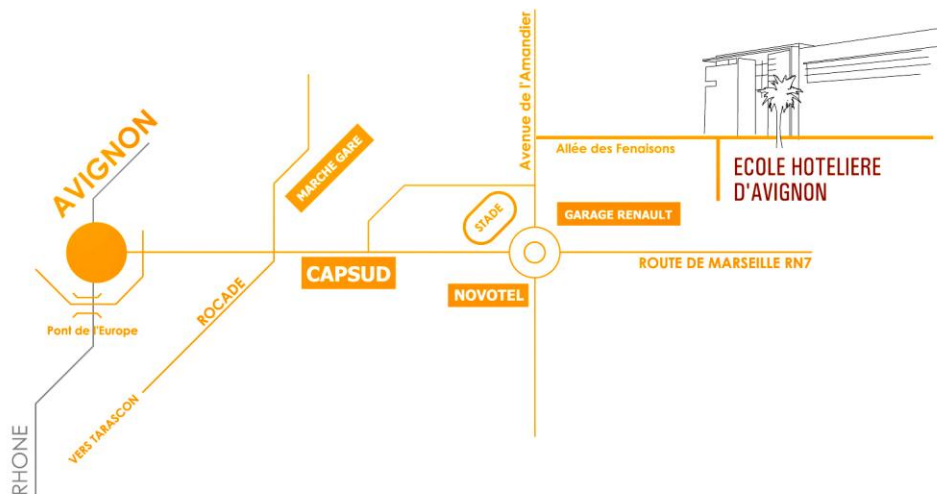 AVIGNON
MARCHE GARE
Avenue de l'Amandier
Allée des Fenaisons
ECOLE HOTELIERE
D'AVIGNON
STADE
GARAGE RENAULT
CAPSUD
ROUTE DE MARSEILLE RN7
NOVOTEL
ROCADE
Pont de l'Europe
VERS TARASCON
RHONE